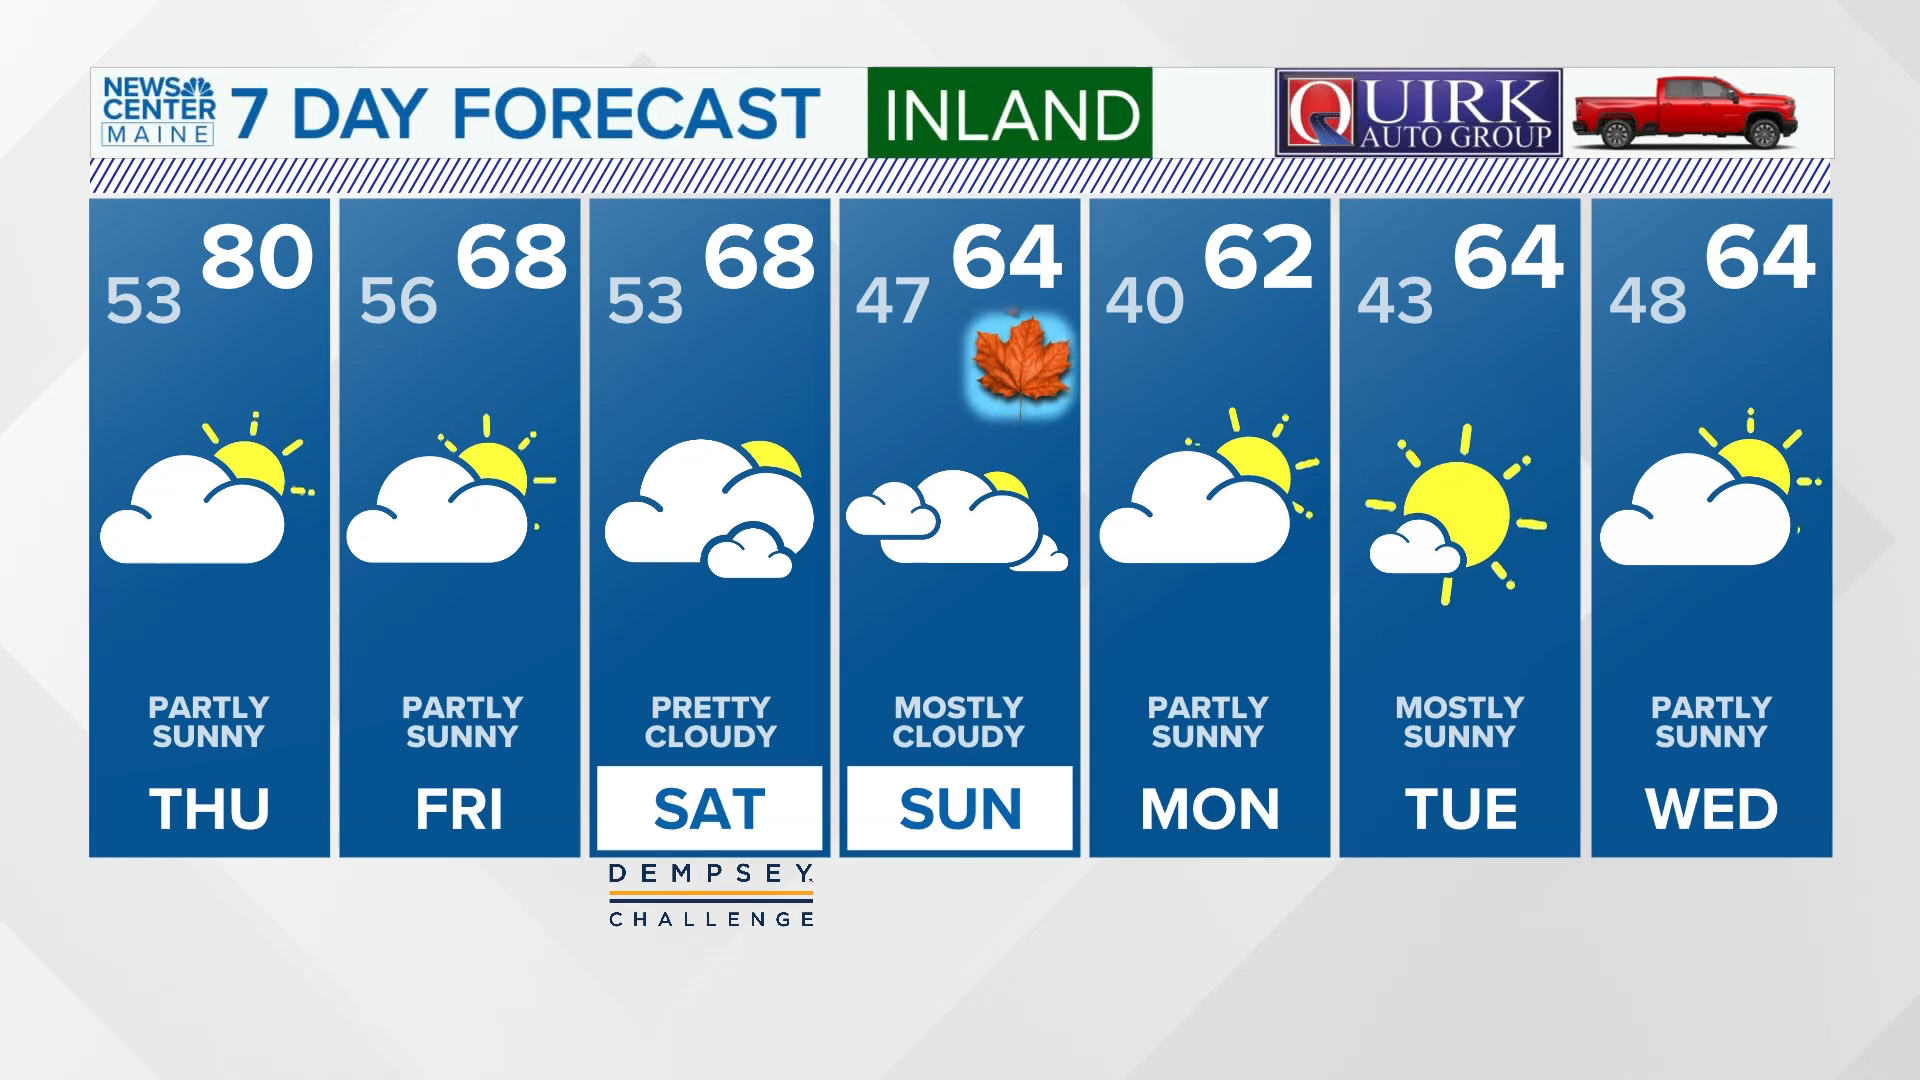 NEWS
CENTER
MAINE
7 DAY FORECAST
INLAND
QUIRK
AUTO GROUP
53 80
56 68
53 68
47 64
40 62
43 64
48 64
PARTLY
SUNNY
THU
PARTLY
SUNNY
FRI
PRETTY
CLOUDY
SAT
MOSTLY
CLOUDY
SUN
PARTLY
SUNNY
MON
MOSTLY
SUNNY
TUE
PARTLY
SUNNY
WED
DEMPSEY
CHALLENGE